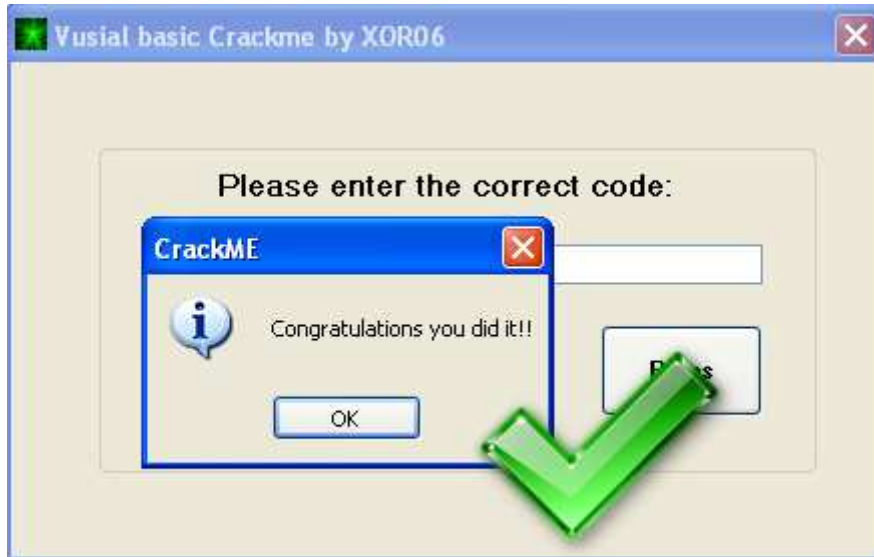 Vusial basic Crackme by XOR06
Please enter the correct code:
CrackME
Congratulations you did it!!
OK